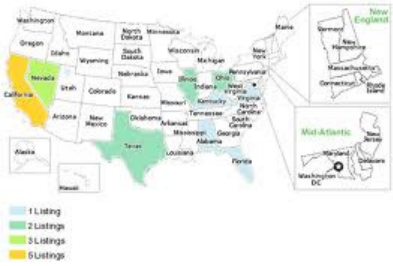 Washington
Montana
North Dakota
Minnesota
Maine
Oregon
Idaho
Wyoming
South Dakota
Wisconsin
Michigan
New York
Nevada
Utah
Colorado
Nebraska
Iowa
Illinois
Indiana
Ohio
Pennsylvania
California
Arizona
New Mexico
Kansas
Missouri
Kentucky
West Virginia
Virginia
Oklahoma
Arkansas
Tennessee
North Carolina
South Carolina
Texas
Louisiana
Mississippi
Alabama
Georgia
Florida
Alaska
Hawaii
New England
Vermont
New Hampshire
Massachusetts
Connecticut
Rhode Island
Mid-Atlantic
New Jersey
Maryland
Delaware
Washington DC
1 Listing
2 Listings
3 Listings
5 Listings